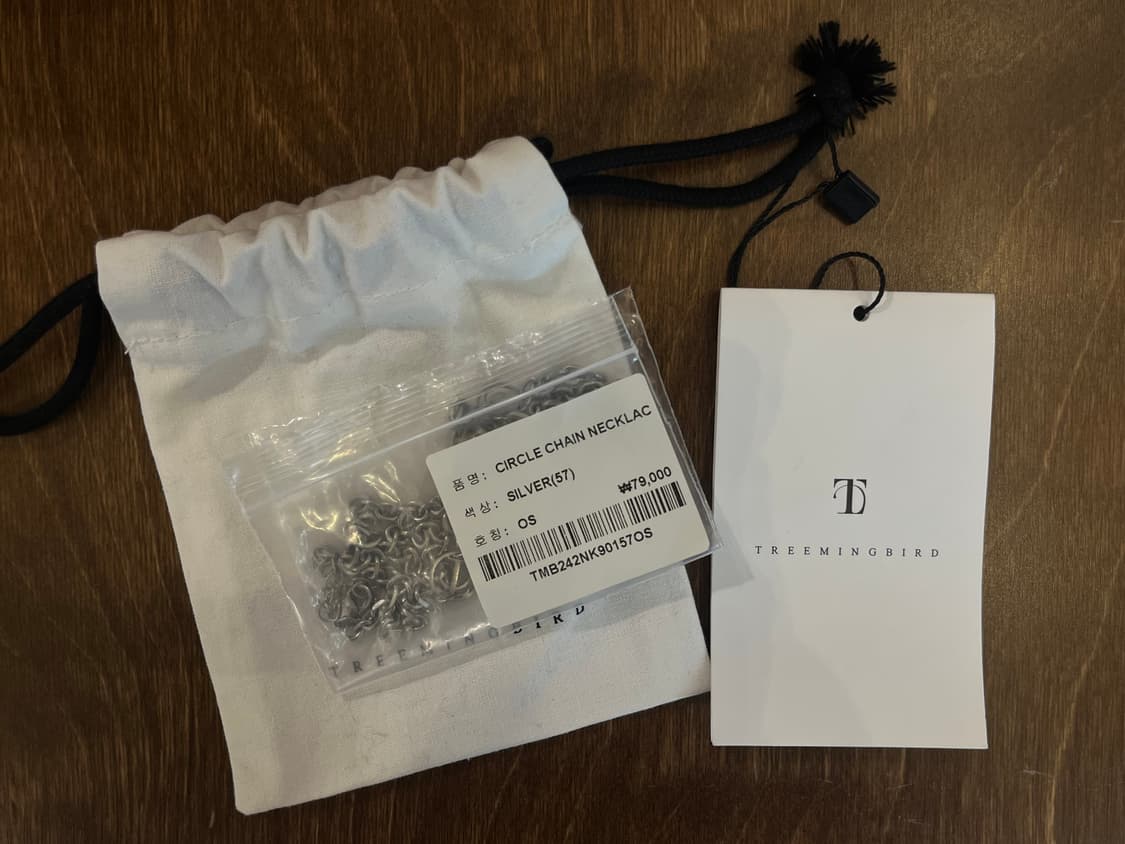 품명: CIRCLE CHAIN NECKLAC
색상: SILVER(57)
₩79,000
호칭: OS
TMB242NK90157OS
TREEMINGBIRD
T
TREEMINGBIRD